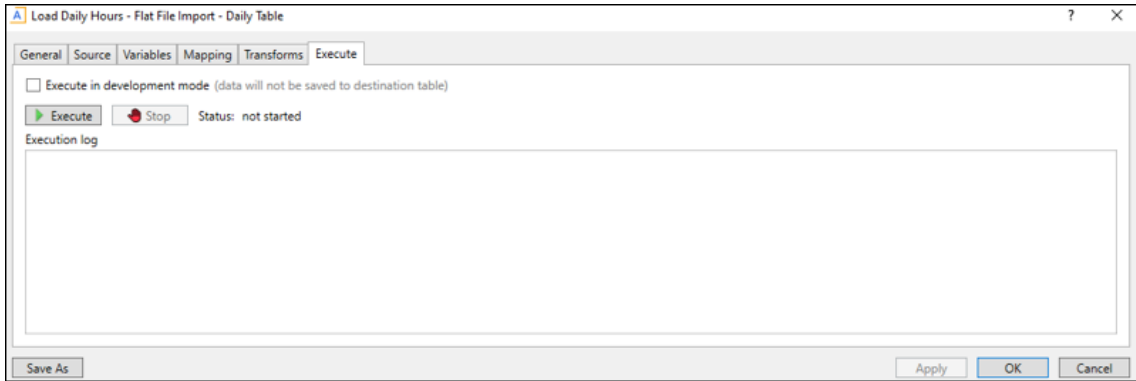 A Load Daily Hours - Flat File Import - Daily Table ? X
General Source Variables Mapping Transforms Execute
Execute in development mode (data will not be saved to destination table)
Execute Stop Status: not started
Execution log
Save As Apply OK Cancel